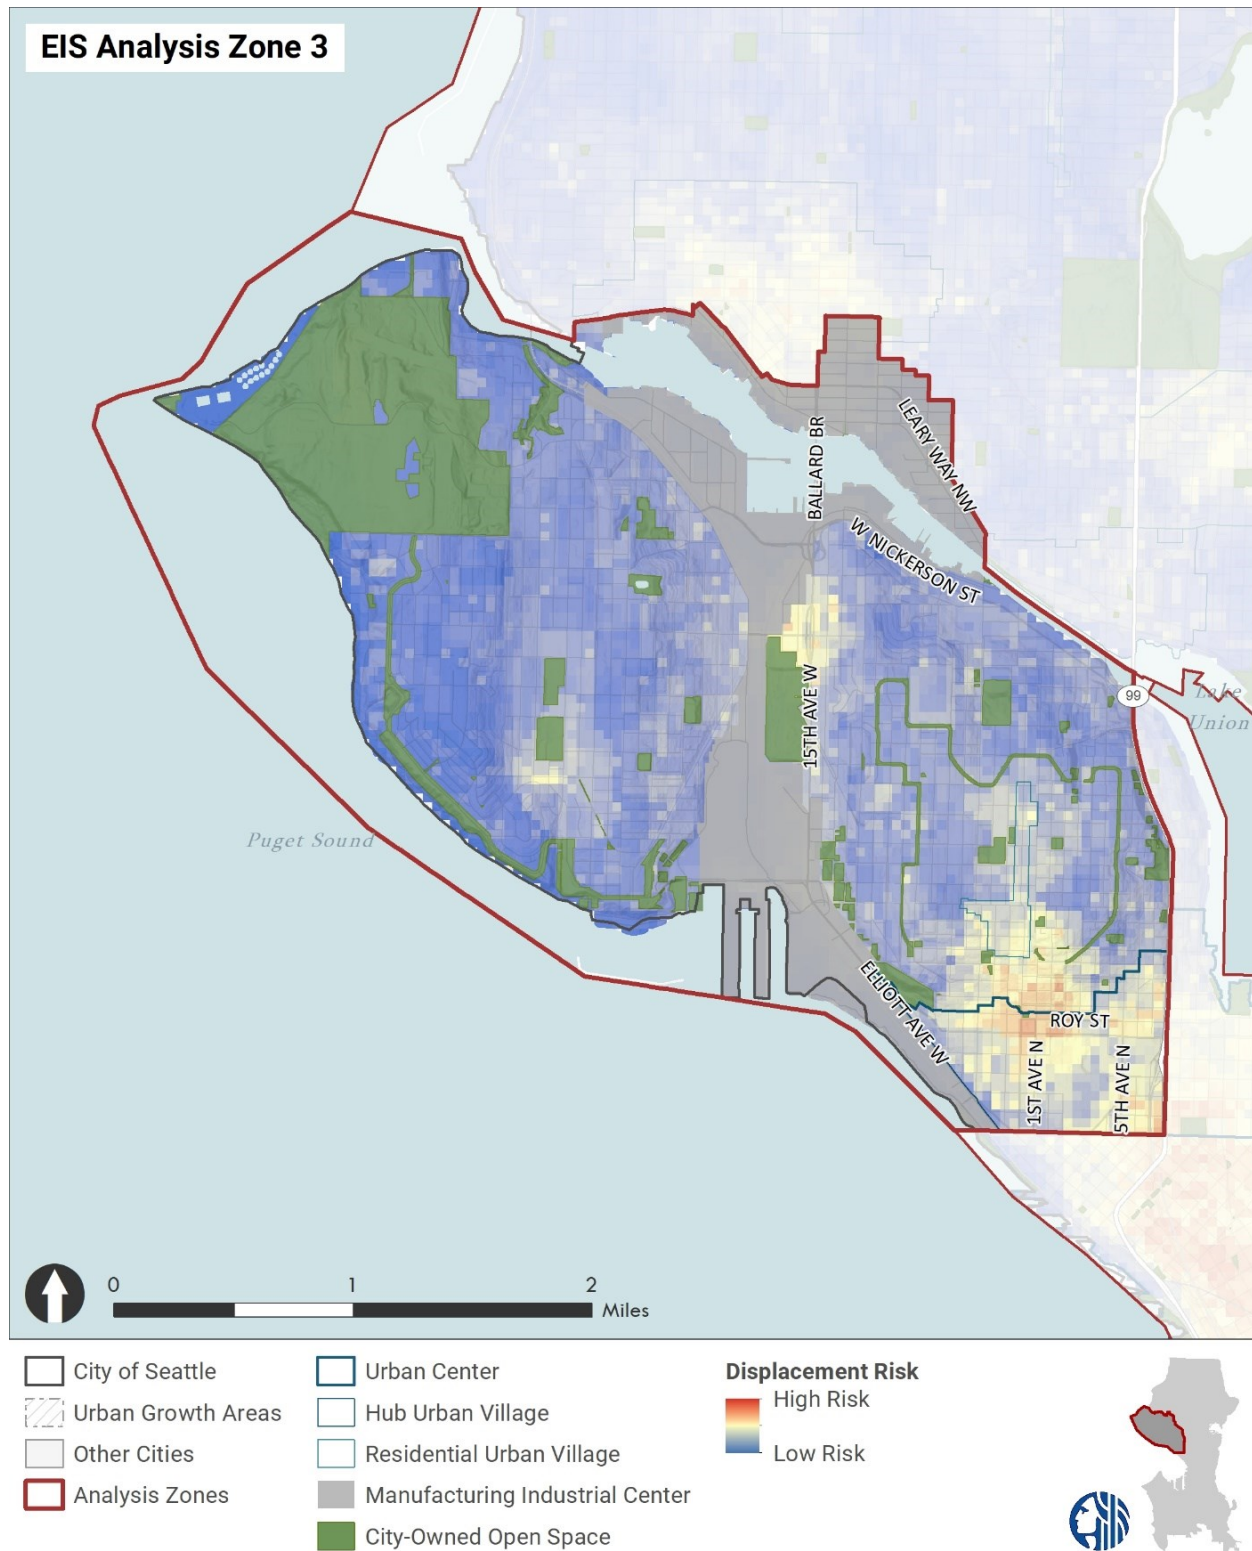 EIS Analysis Zone 3
BALLARD BR
LEARY WAY NW
W NICKERSON ST
15TH AVE W
99
Lake
Union
Puget Sound
ELLIOTT AVE W
ROY ST
1ST AVE N
5TH AVE N
0 1 2
Miles
City of Seattle
Urban Growth Areas
Other Cities
Analysis Zones
Urban Center
Hub Urban Village
Residential Urban Village
Manufacturing Industrial Center
City-Owned Open Space
Displacement Risk
High Risk
Low Risk